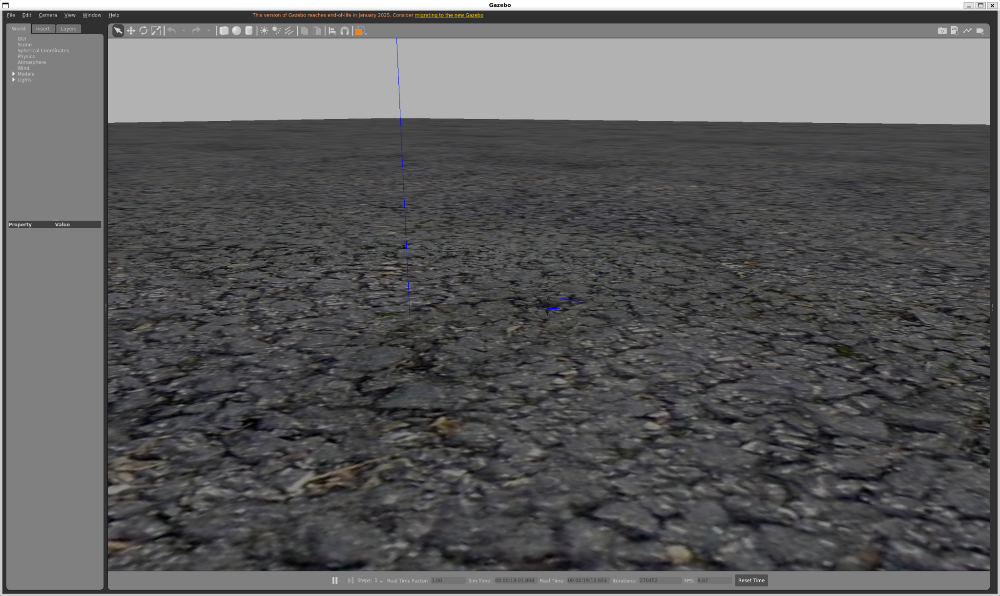 Gazebo
File Edit Camera View Window Help
This version of Gazebo reaches end-of-life in January 2025. Consider migrating to the new Gazebo
World Insert Layers
LOG
GUI
Scene
Spherical Coordinates
Physics
Atmosphere
Wind
Models
Lights
Property Value
Steps: 1 Real Time Factor: 1.00 Sim Time: 00 00:18:01.808 Real Time: 00 00:19:10.654 Iterations: 270452 FPS: 9.87 Reset Time